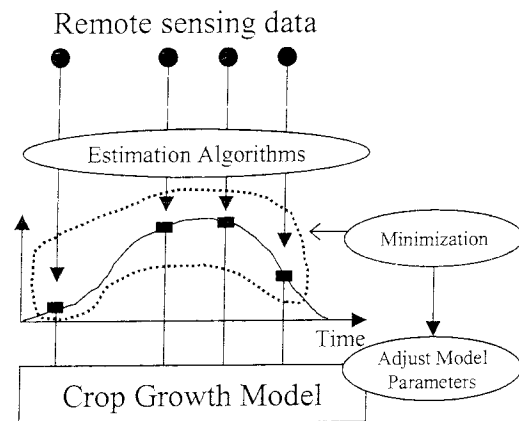 Remote sensing data
Estimation Algorithms
Minimization
Time
Adjust Model
Parameters
Crop Growth Model